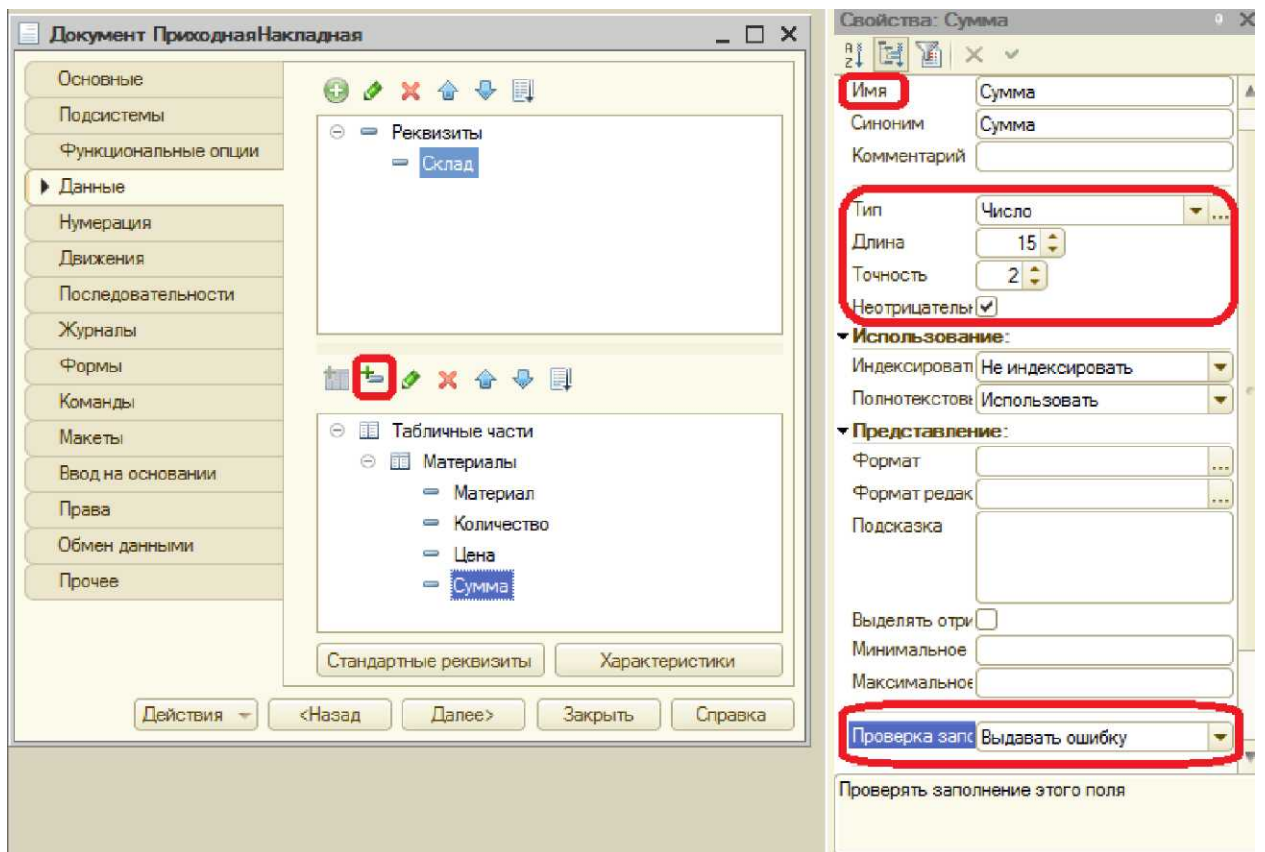 Документ ПриходнаяНакладная
Основные
Подсистемы
Функциональные опции
Данные
Нумерация
Движения
Последовательности
Журналы
Формы
Команды
Макеты
Ввод на основании
Права
Обмен данными
Прочее
Реквизиты
Склад
Табличные части
Материалы
Материал
Количество
Цена
Сумма
Стандартные реквизиты
Характеристики
Действия
<Назад
Далее>
Закрыть
Справка
Свойства: Сумма
Имя Сумма
Синоним Сумма
Комментарий
Тип Число ...
Длина 15
Точность 2
Неотрицательн
Использование:
Индексироват Не индексировать
Полнотекстовы Использовать
Представление:
Формат ...
Формат редак ...
Подсказка
Выделять отри
Минимальное
Максимальное
Проверка запо Выдавать ошибку
Проверять заполнение этого поля